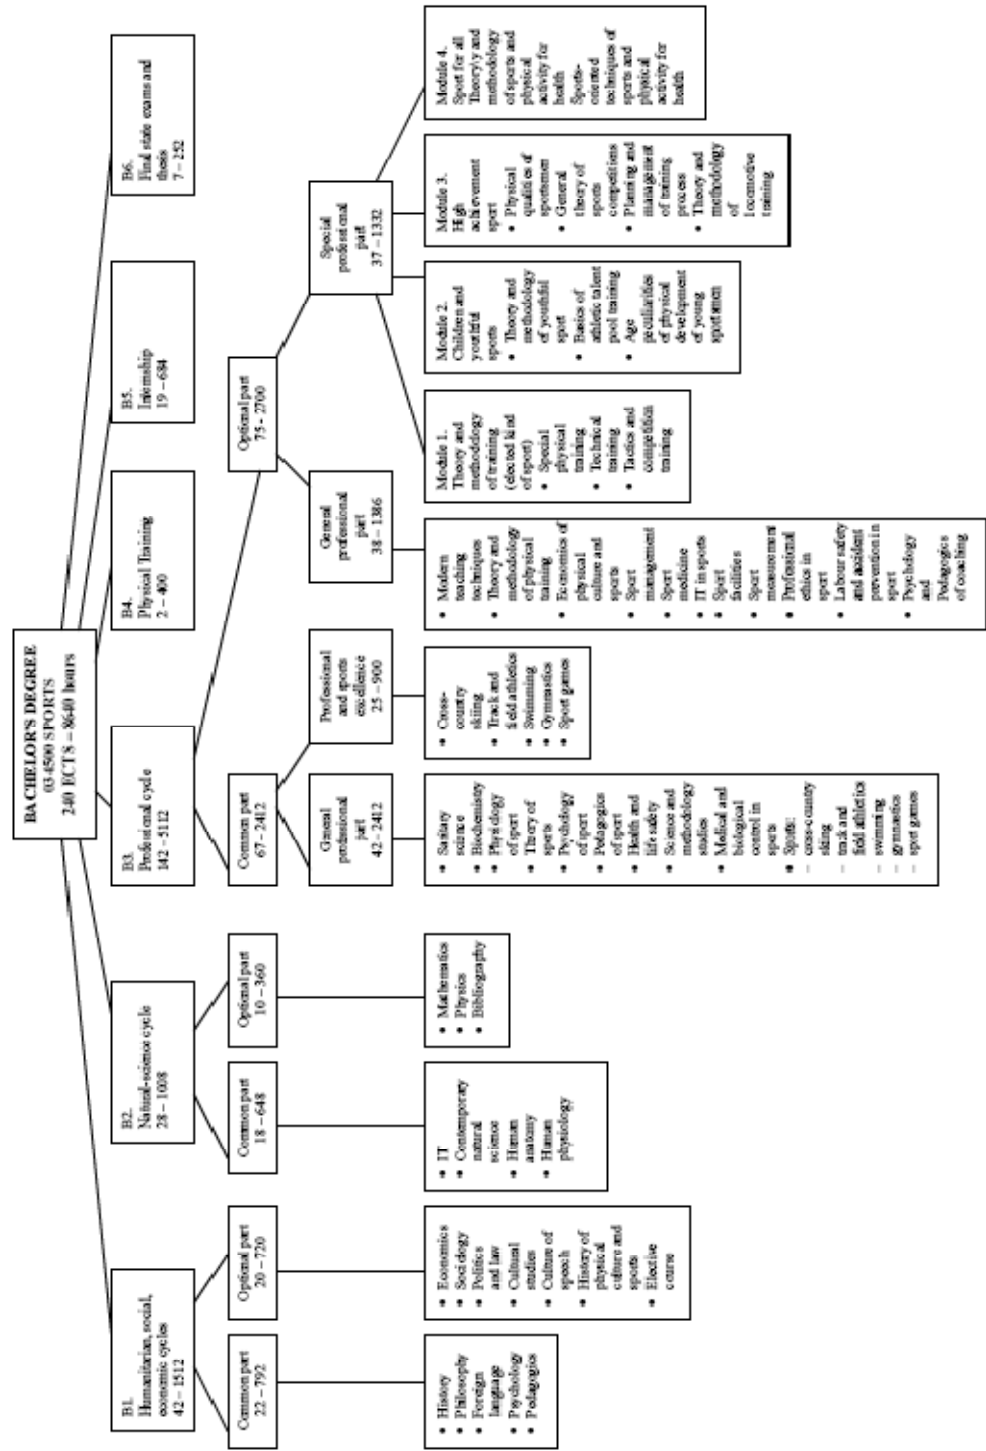 BACHELOR'S DEGREE
034500 SPORTS
240 ECTS – 8640 hours
B1.
Humanitarian, social,
economic cycles
42 – 1512
B2.
Natural-science cycle
28 – 1008
B3.
Professional cycle
142 – 5112
B4.
Physical Training
2 – 400
B5.
Internship
19 – 684
B6.
Final state exams and
thesis
7 – 252
Common part
22 – 792
Optional part
20 – 720
Common part
18 – 648
Optional part
10 – 360
Common part
67 – 2412
Optional part
75 – 2700
General
professional
part
42 – 2412
Professional
and sports
excellence
25 – 900
General
professional
part
38 – 1386
Special
professional
part
37 – 1332
• History
• Philosophy
• Foreign
language
• Psychology
• Pedagogics
• Economics
• Sociology
• Politics
and law
• Cultural
studies
• Culture of
speech
• History of
physical
culture and
sports
• Elective
course
• IT
• Contemporary
natural
science
• Human
anatomy
• Human
physiology
• Mathematics
• Physics
• Bibliography
• Sanitary
science
• Biochemistry
• Physiology
of sport
• Theory of
sports
• Psychology
of sport
• Pedagogics
of sport
• Health and
life safety
• Science and
methodology
studies
• Medical and
biological
control in
sports
• Sports:
– cross-country
skiing
– track and
field athletics
– swimming
– gymnastics
– sport games
• Cross-
country
skiing
• Track and
field athletics
• Swimming
• Gymnastics
• Sport games
• Modern
teaching
techniques
• Theory and
methodology
of physical
training
• Economics of
physical
culture and
sports
• Sport
management
• Sport
medicine
• IT in sports
• Sport
facilities
• Sport
measurement
• Professional
ethics in
sport
• Labour safety
and accident
prevention in
sport
• Psychology
and
Pedagogics
of coaching
Module 1.
Theory and
methodology
of training
(elected kind
of sport)
• Special
physical
training
• Technical
training
• Tactics and
competition
training
Module 2.
Children and
youthful
sports
• Theory and
methodology
of youthful
sport
• Basics of
athletic talent
pool training
• Age
peculiarities
of physical
development
of young
sportsmen
Module 3.
High
achievement
sport
• Physical
qualities of
sportsmen
• General
theory of
sports
competitions
• Planning and
management
of training
process
• Theory and
methodology
of
locomotive
training
Module 4.
Sport for all
Theory\y and
methodology
of sports and
physical
activity for
health
Sports-
oriented
techniques of
sports and
physical
activity for
health